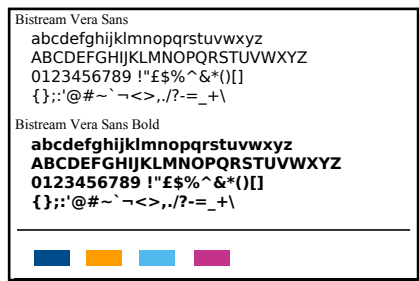 Bistream Vera Sans
abcdefghijklmnopqrstuvwxyz
ABCDEFGHIJKLMNOPQRSTUVWXYZ
0123456789 !"£$%^&*()[]
{};:'@#~`¬<>,./?-=_+\
Bistream Vera Sans Bold
abcdefghijklmnopqrstuvwxyz
ABCDEFGHIJKLMNOPQRSTUVWXYZ
0123456789 !"£$%^&*()[]
{};:'@#~`¬<>,./?-=_+\